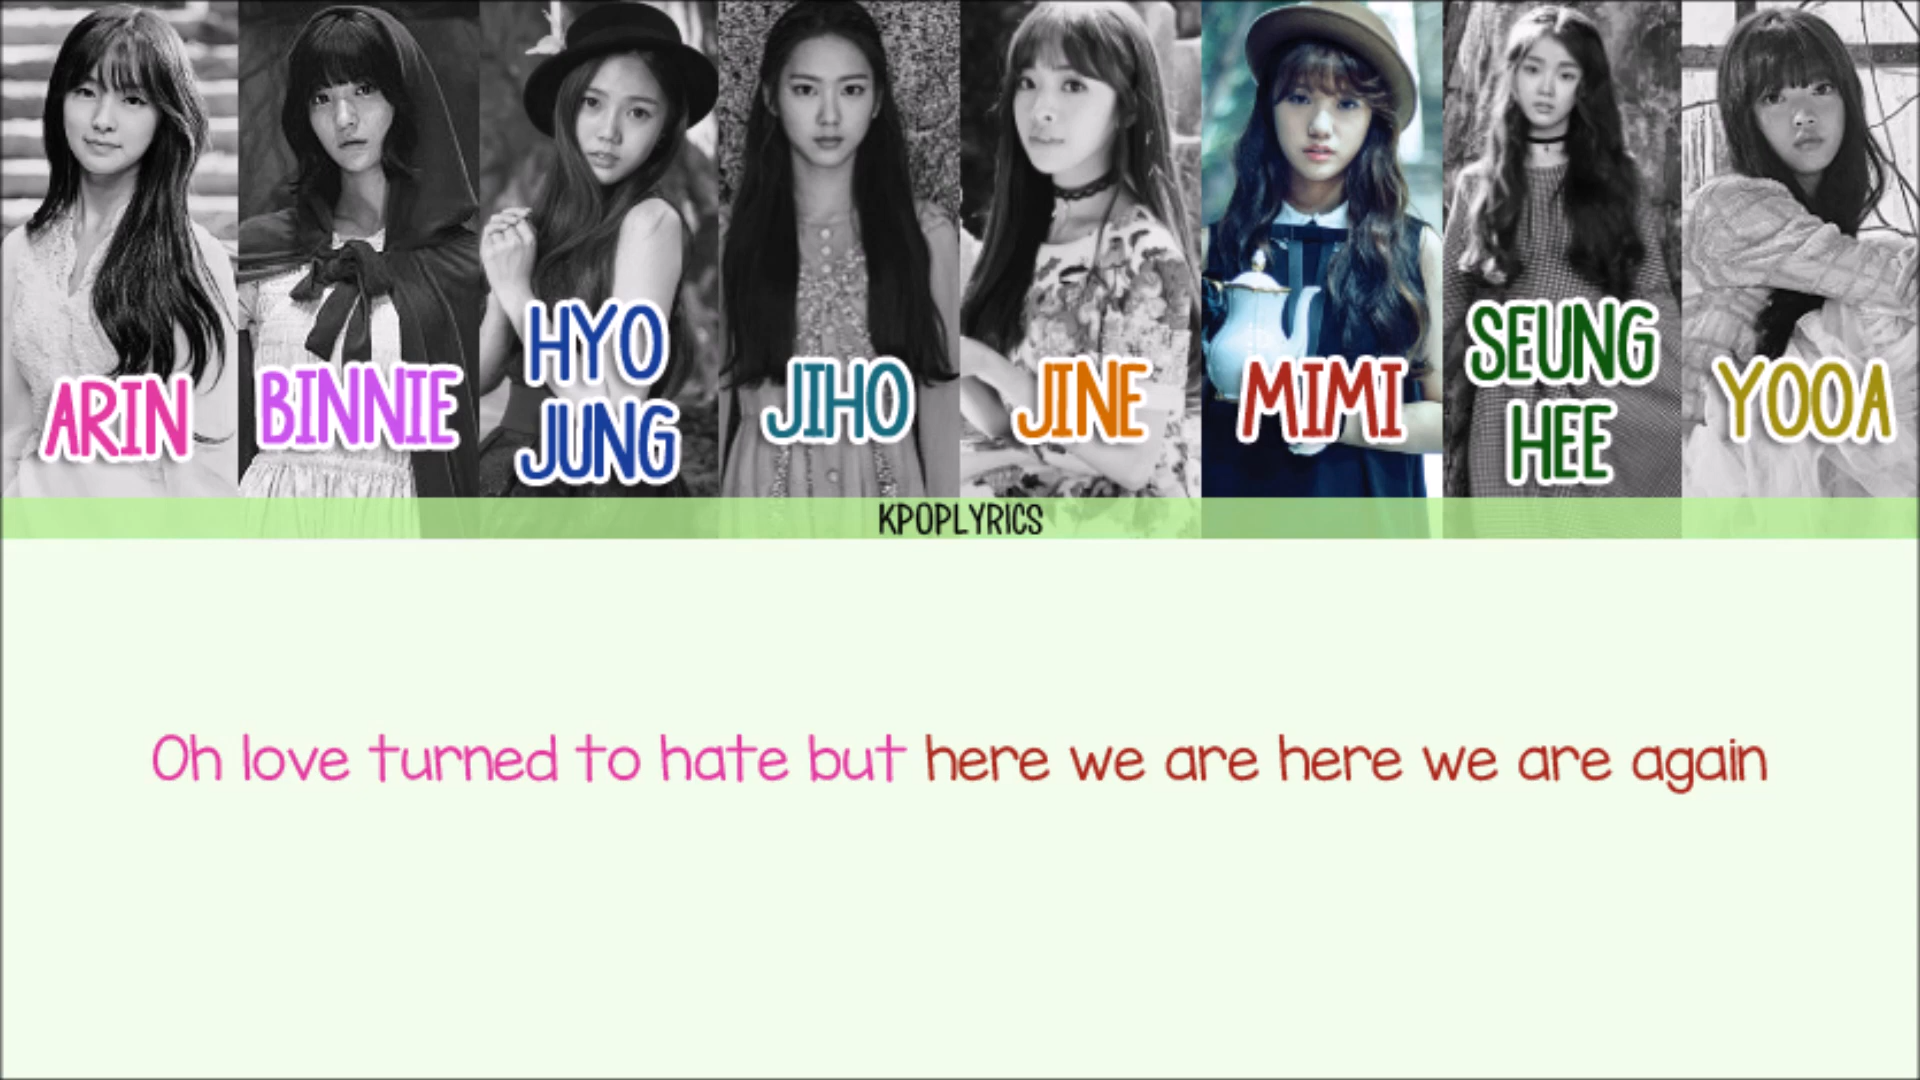 ARIN
BINNIE
HYO
JUNG
JIHO
JINE
MIMI
SEUNG
HEE
YOOA
KPOPLYRICS
Oh love turned to hate but here we are here we are again